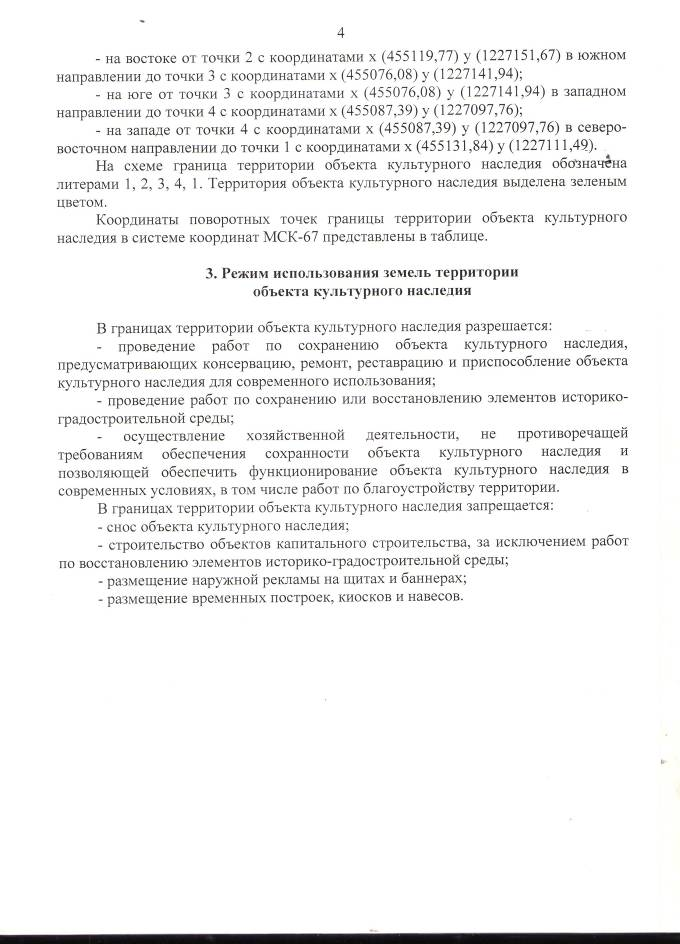 4
- на востоке от точки 2 с координатами х (455119,77) у (1227151,67) в южном
направлении до точки 3 с координатами х (455076,08) у (1227141,94);
- на юге от точки 3 с координатами х (455076,08) у (1227141,94) в западном
направлении до точки 4 с координатами х (455087,39) у (1227097,76);
- на западе от точки 4 с координатами х (455087,39) у (1227097,76) в северо-
восточном направлении до точки 1 с координатами х (455131,84) у (1227111,49).
На схеме граница территории объекта культурного наследия обозначена
литерами 1, 2, 3, 4, 1. Территория объекта культурного наследия выделена зеленым
цветом.
Координаты поворотных точек границы территории объекта культурного
наследия в системе координат МСК-67 представлены в таблице.
3. Режим использования земель территории
объекта культурного наследия
В границах территории объекта культурного наследия разрешается:
- проведение работ по сохранению объекта культурного наследия,
предусматривающих консервацию, ремонт, реставрацию и приспособление объекта
культурного наследия для современного использования;
- проведение работ по сохранению или восстановлению элементов историко-
градостроительной среды;
- осуществление хозяйственной деятельности, не противоречащей
требованиям обеспечения сохранности объекта культурного наследия и
позволяющей обеспечить функционирование объекта культурного наследия в
современных условиях, в том числе работ по благоустройству территории.
В границах территории объекта культурного наследия запрещается:
- снос объекта культурного наследия;
- строительство объектов капитального строительства, за исключением работ
по восстановлению элементов историко-градостроительной среды;
- размещение наружной рекламы на щитах и баннерах;
- размещение временных построек, киосков и навесов.